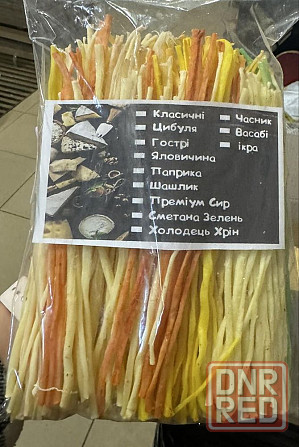 Класичні
Цибуля
Гострі
Яловичина
Паприка
Шашлик
Преміум Сир
Сметана Зелень
Холодець Хрін
Часник
Васабі
ікра
DNR
RED